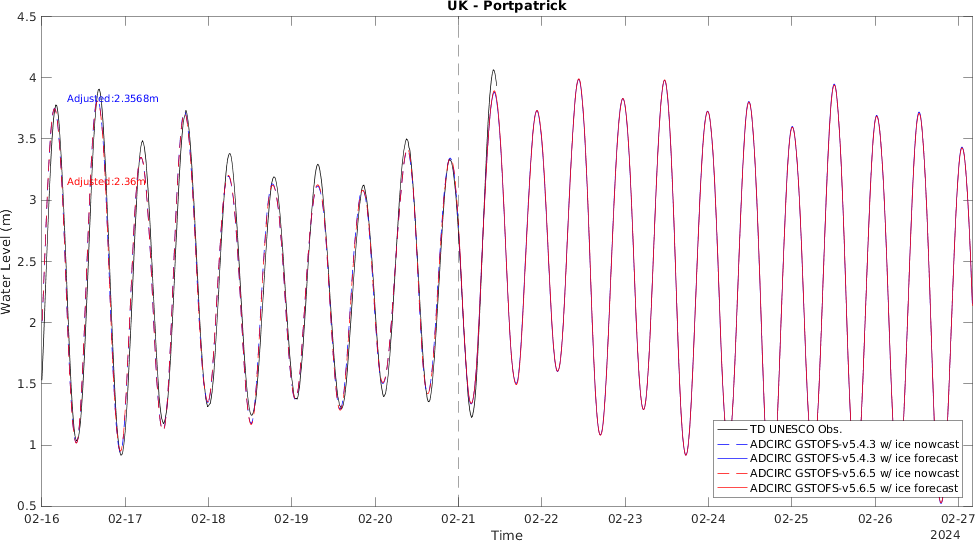 UK - Portpatrick
4.5
4
3.5
3
2.5
2
1.5
1
0.5
Water Level (m)
Adjusted:2.3568m
Adjusted:2.36m
TD UNESCO Obs.
ADCIRC GSTOFS-v5.4.3 w/ ice nowcast
ADCIRC GSTOFS-v5.4.3 w/ ice forecast
ADCIRC GSTOFS-v5.6.5 w/ ice nowcast
ADCIRC GSTOFS-v5.6.5 w/ ice forecast
02-16 02-17 02-18 02-19 02-20 02-21 02-22 02-23 02-24 02-25 02-26 02-27
Time
2024